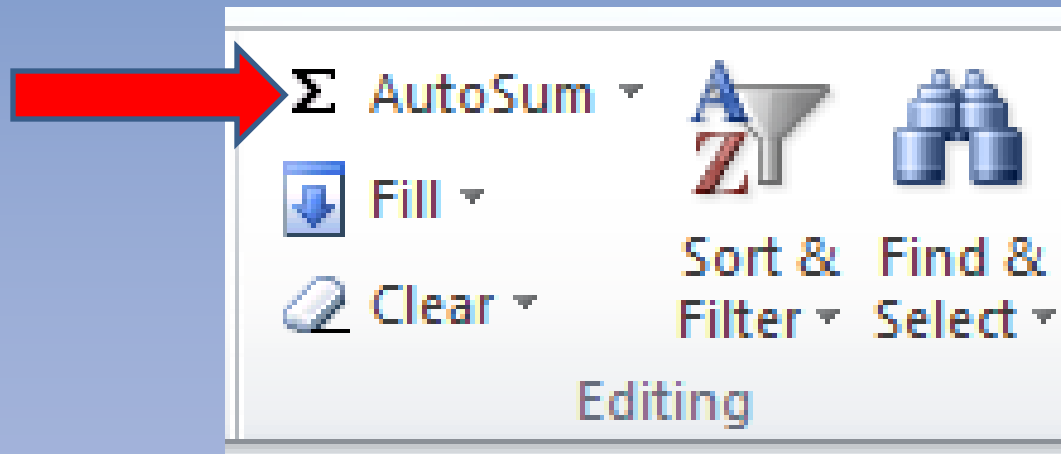 Σ AutoSum
Fill
Clear
A
Z
Sort &
Filter
Find &
Select
Editing